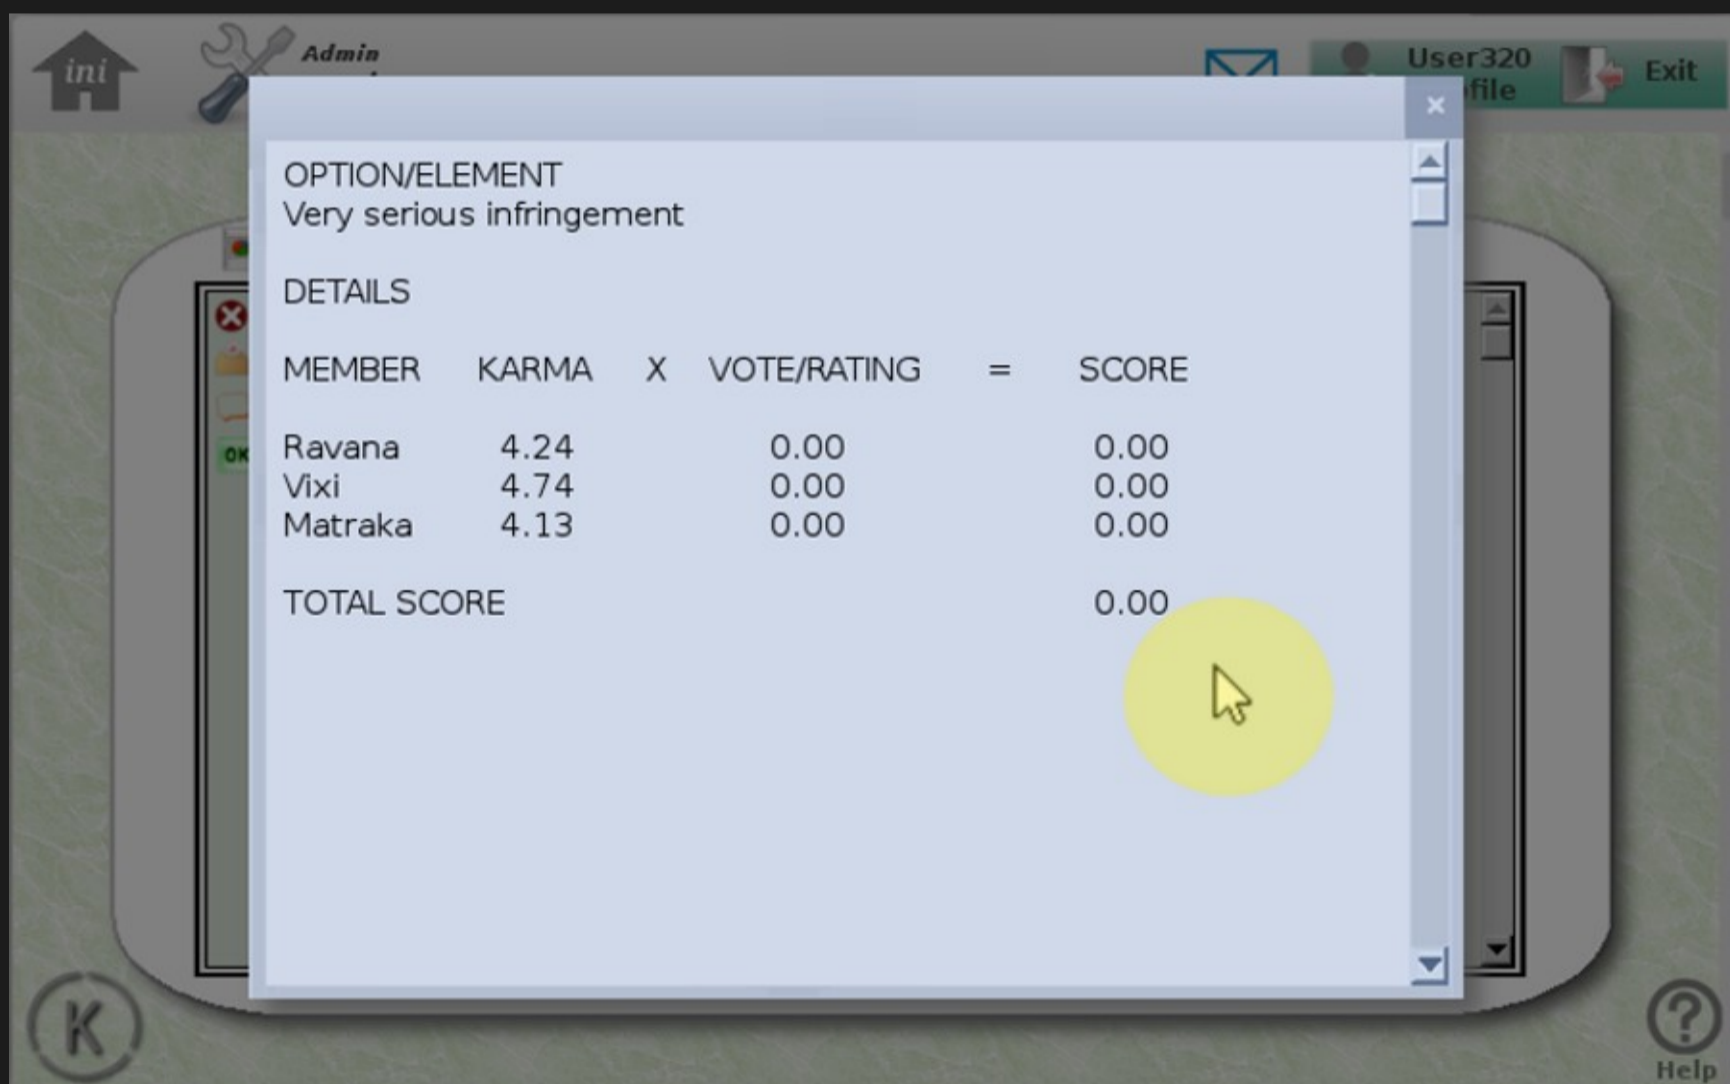 ini
Admin
User320
file
Exit
×
OPTION/ELEMENT
Very serious infringement
DETAILS
MEMBER KARMA X VOTE/RATING = SCORE
Ravana 4.24 0.00 0.00
Vixi 4.74 0.00 0.00
Matraka 4.13 0.00 0.00
TOTAL SCORE 0.00
OK
K
?
Help